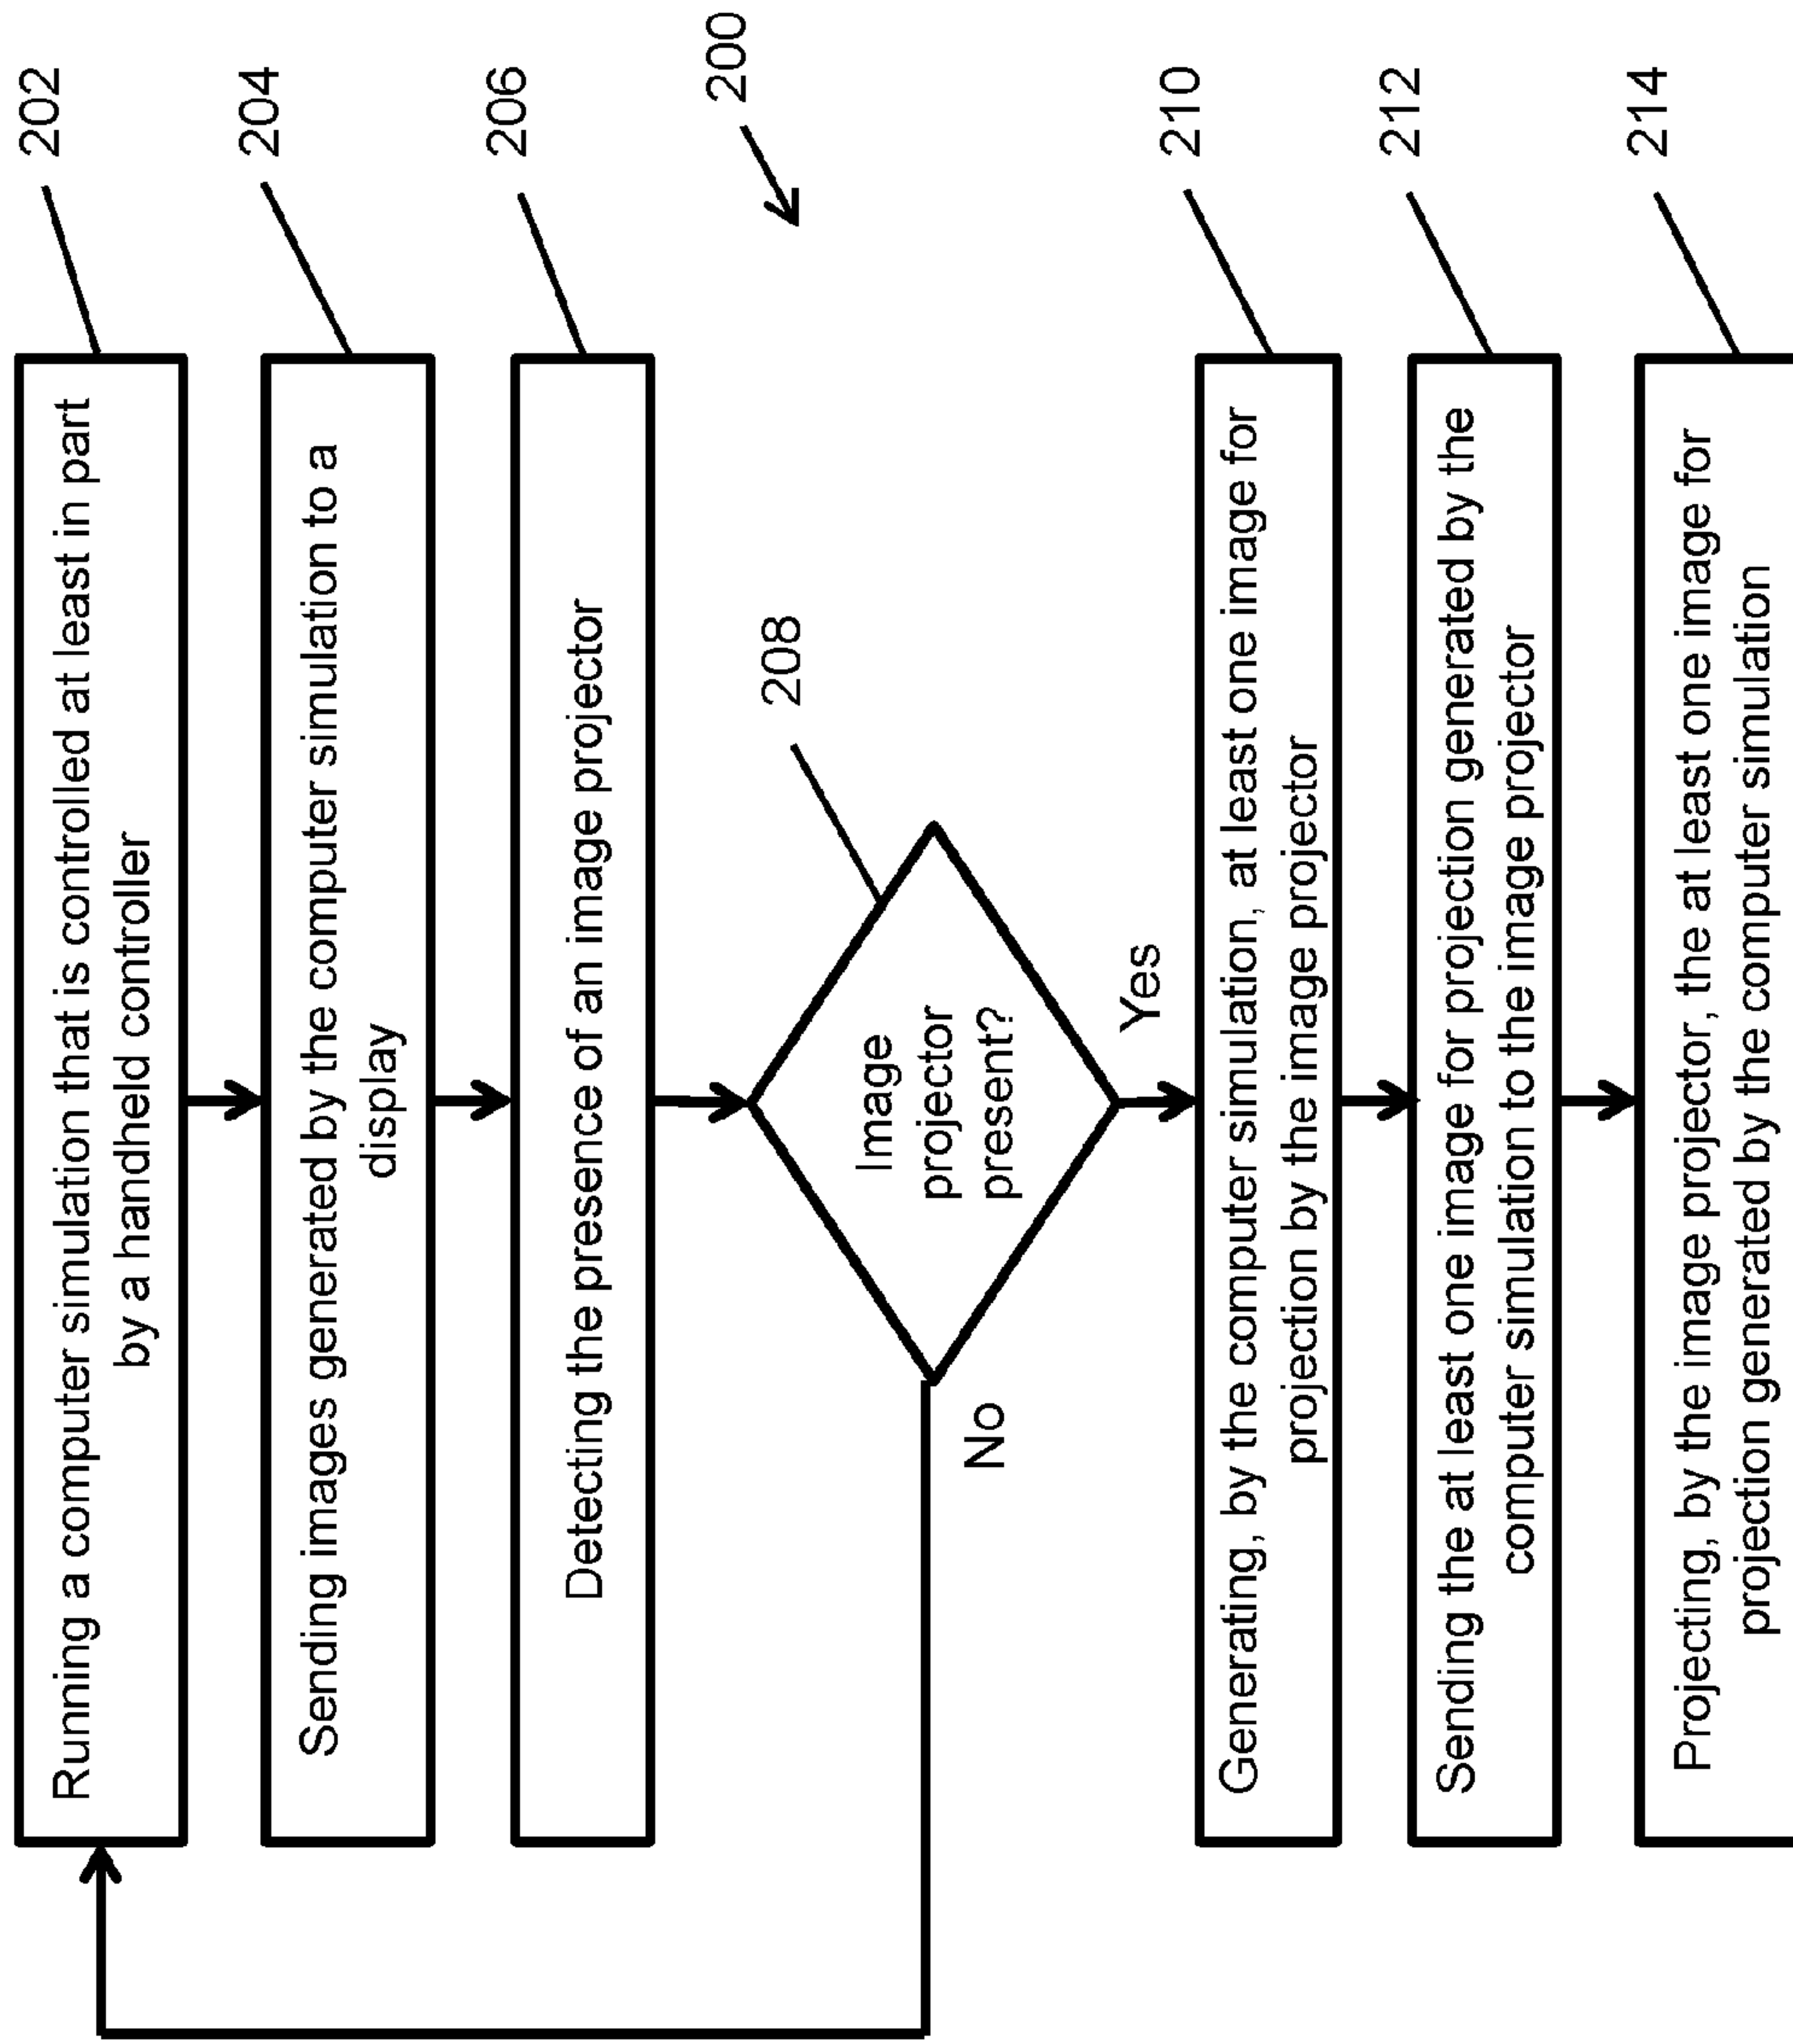 Running a computer simulation that is controlled at least in part
by a handheld controller
202
Sending images generated by the computer simulation to a
display
204
Detecting the presence of an image projector
206
200
208
Image
projector
present?
No
Yes
Generating, by the computer simulation, at least one image for
projection by the image projector
210
Sending the at least one image for projection generated by the
computer simulation to the image projector
212
Projecting, by the image projector, the at least one image for
projection generated by the computer simulation
214